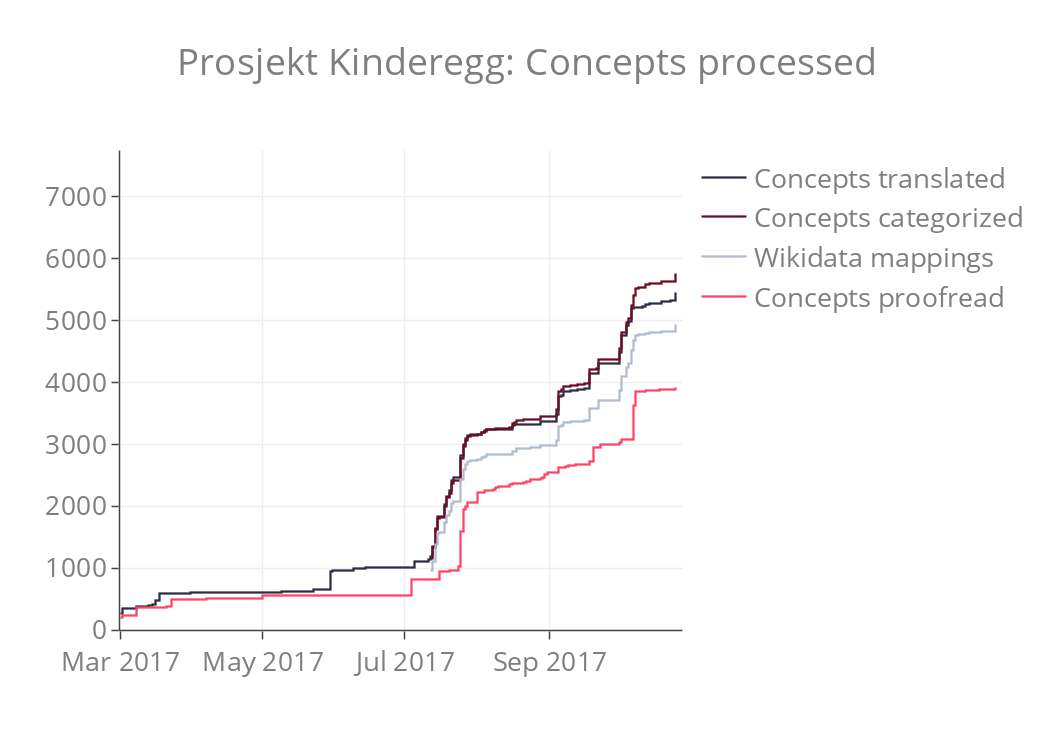 Prosjekt Kinderegg: Concepts processed
7000
6000
5000
4000
3000
2000
1000
0
Mar 2017
May 2017
Jul 2017
Sep 2017
Concepts translated
Concepts categorized
Wikidata mappings
Concepts proofread